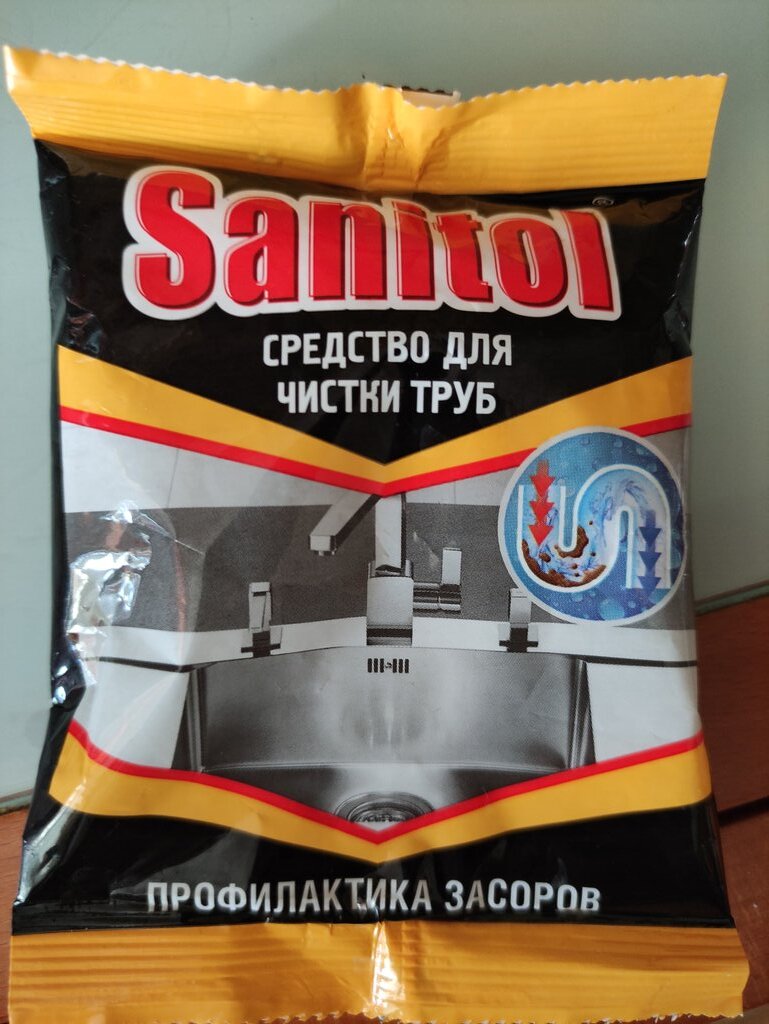 Sanitol
®
СРЕДСТВО ДЛЯ
ЧИСТКИ ТРУБ
ПРОФИЛАКТИКА ЗАСОРОВ